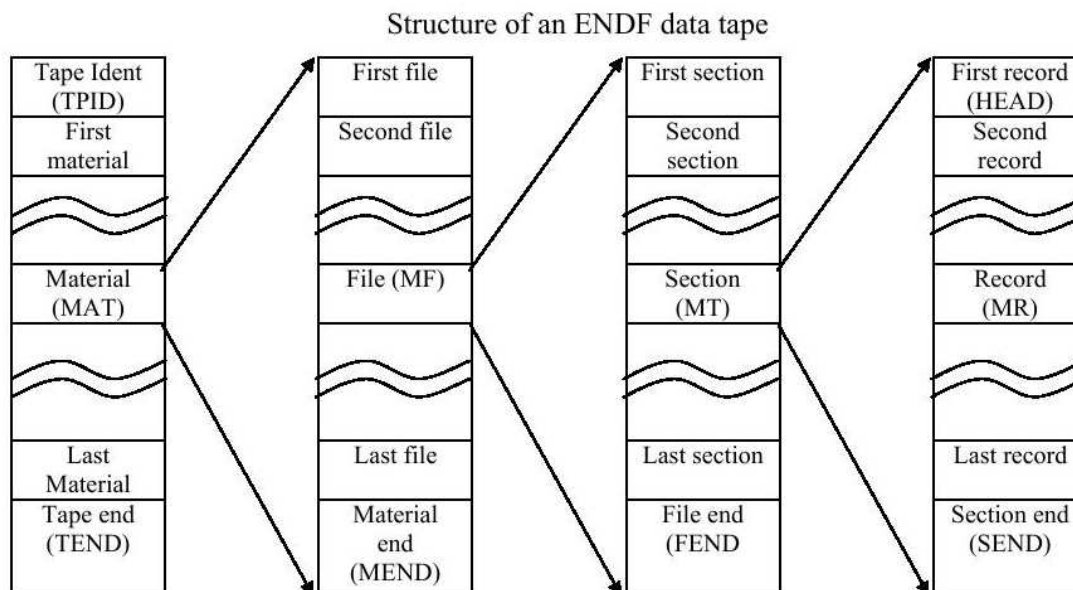 Structure of an ENDF data tape
Tape Ident
(TPID)
First
material
Material
(MAT)
Last
Material
Tape end
(TEND)
First file
Second file
File (MF)
Last file
Material
end
(MEND)
First section
Second
section
Section
(MT)
Last section
File end
(FEND
First record
(HEAD)
Second
record
Record
(MR)
Last record
Section end
(SEND)